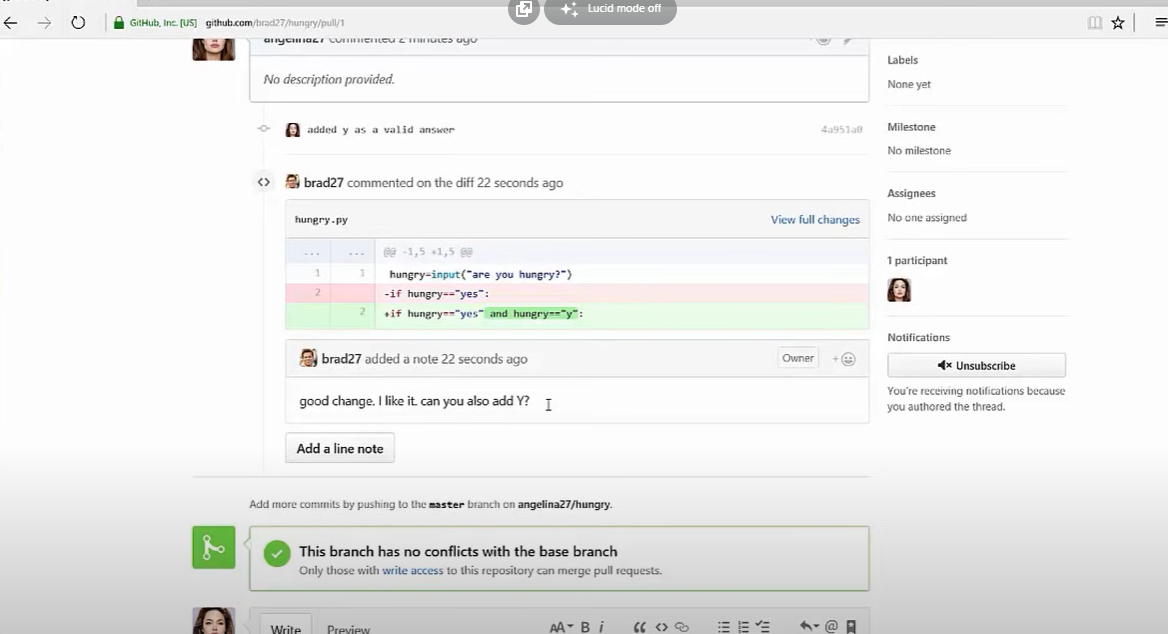 Lucid mode off
GitHub, Inc. [US] github.com/brad27/hungry/pull/1
angelina27 commented 2 minutes ago
No description provided.
added y as a valid answer 4a951a0
brad27 commented on the diff 22 seconds ago
hungry.py View full changes
... ... @@ -1,5 +1,5 @@
1 1 hungry=input("are you hungry?")
2 -if hungry=="yes":
2 +if hungry=="yes" and hungry=="y":
brad27 added a note 22 seconds ago Owner +
good change. I like it. can you also add Y?
Add a line note
Add more commits by pushing to the master branch on angelina27/hungry.
This branch has no conflicts with the base branch
Only those with write access to this repository can merge pull requests.
Write Preview AA B i “ <> @
Labels
None yet
Milestone
No milestone
Assignees
No one assigned
1 participant
Notifications
Unsubscribe
You're receiving notifications because
you authored the thread.